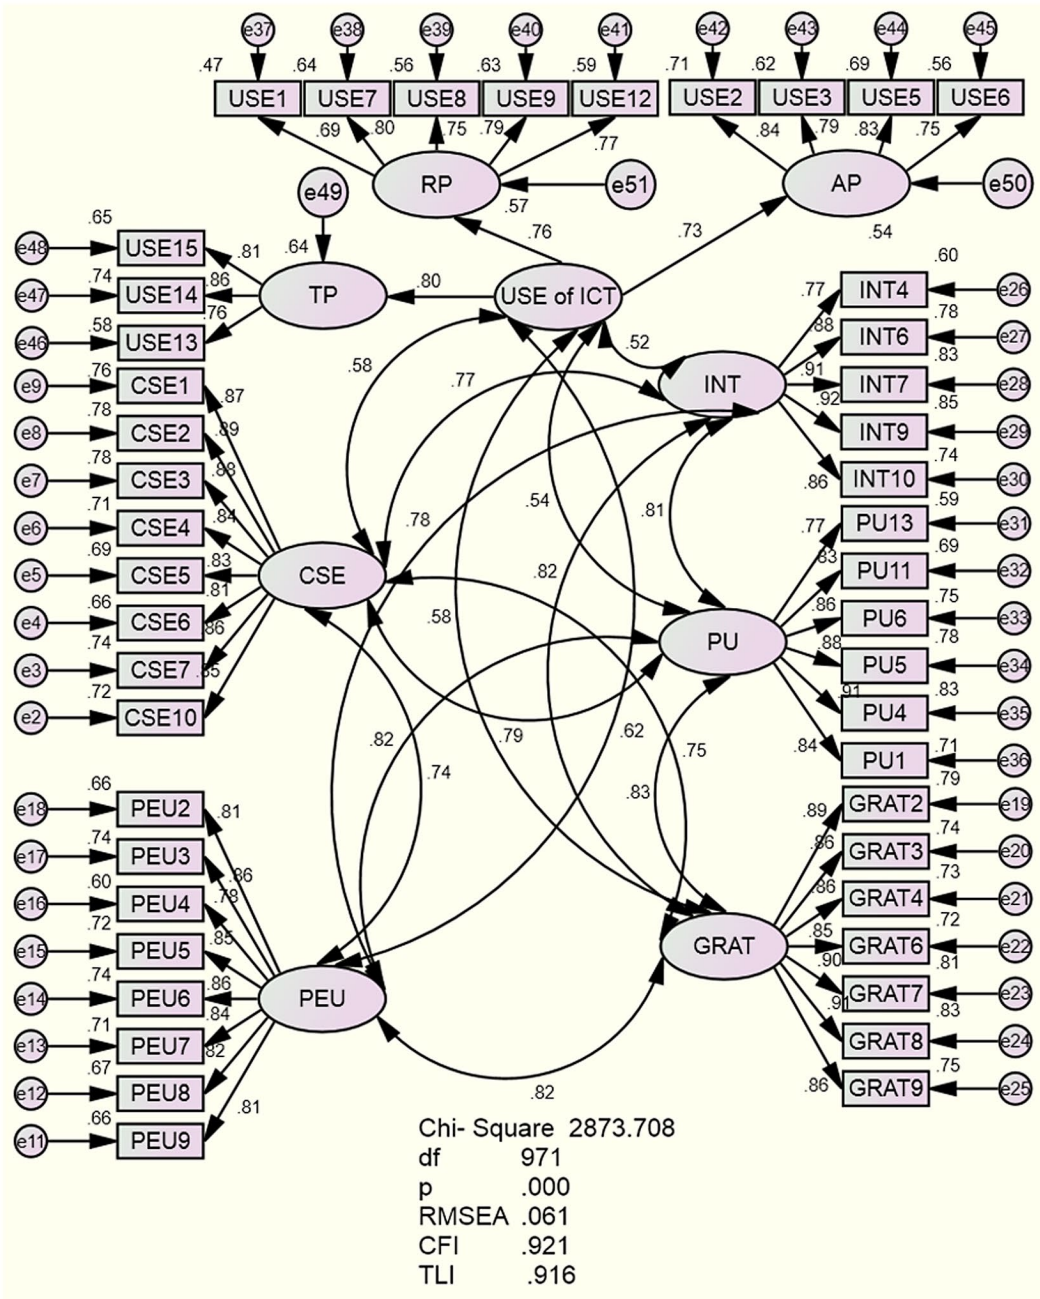 e37 e38 e39 e40 e41 e42 e43 e44 e45
.47 .64 .56 .63 .59 .71 .62 .69 .56
USE1 USE7 USE8 USE9 USE12 USE2 USE3 USE5 USE6
.69 .80 .75 .79 .77 .84 .79 .83 .75
RP e51 AP e50
e49 .57 .54
.65 .64 .76 .73
e48 USE15 .81
.74 .86 .80
e47 USE14 TP USE of ICT
.58 .76
e46 USE13
.60
.77 INT4 e26
.78
.88 INT6 e27
.83
.52 INT .91 INT7 e28
.85
.92 INT9 e29
.74
.86 INT10 e30
.58 .77
.76
e9 CSE1 .87
.78
e8 CSE2 .89
.78
e7 CSE3 .88
.71
e6 CSE4 .84
.69
e5 CSE5 .83 CSE
.66
e4 CSE6 .81
.74 .86
e3 CSE7 .85
.72
e2 CSE10
.78 .54 .81 .82 .58
.59
.77 PU13 e31
.69
.83 PU11 e32
.75
.86 PU6 e33
.78
PU .88 PU5 e34
.83
.91 PU4 e35
.71
.84 PU1 e36
.82 .74 .79 .62 .75 .83
.66
e18 PEU2 .81
.74
e17 PEU3 .86
.60
e16 PEU4 .78
.72
e15 PEU5 .85
.74
e14 PEU6 .86 PEU
.71
e13 PEU7 .84
.67 .82
e12 PEU8
.66
e11 PEU9 .81
.79
.89 GRAT2 e19
.74
.86 GRAT3 e20
.73
.86 GRAT4 e21
.72
GRAT .85 GRAT6 e22
.81
.90 GRAT7 e23
.83
.91 GRAT8 e24
.75
.86 GRAT9 e25
.82
Chi- Square 2873.708
df 971
p .000
RMSEA .061
CFI .921
TLI .916